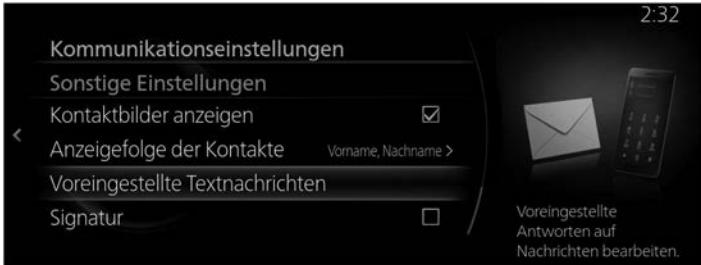 2:32
Kommunikationseinstellungen
Sonstige Einstellungen
Kontaktbilder anzeigen
Anzeigefolge der Kontakte Vorname, Nachname >
Voreingestellte Textnachrichten
Signatur
Voreingestellte
Antworten auf
Nachrichten bearbeiten.